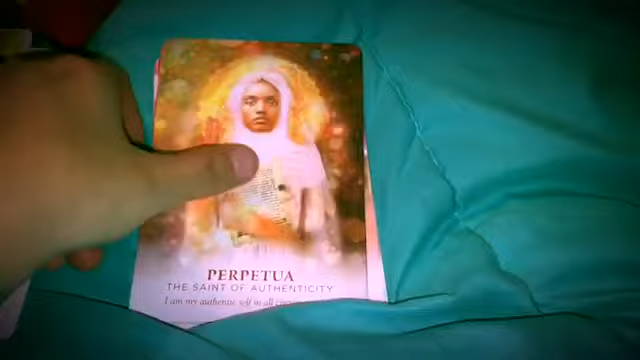 PERPETUA
THE SAINT OF AUTHENTICITY
I am my authentic self in all